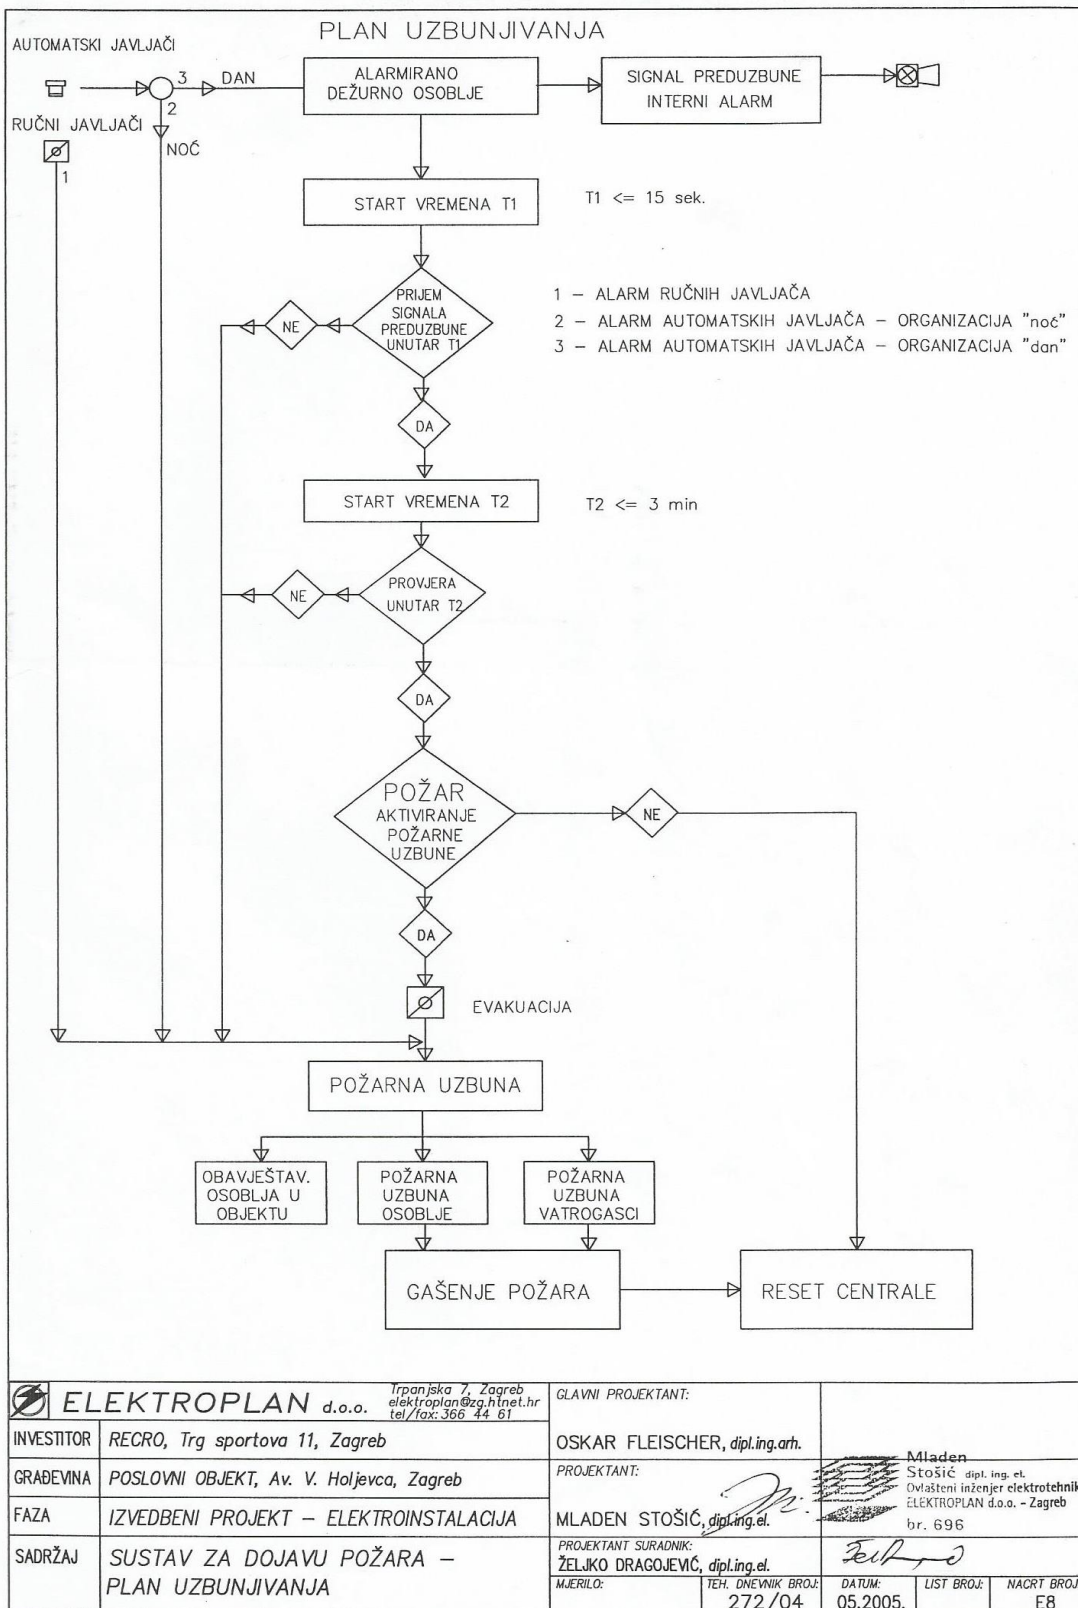 PLAN UZBUNJIVANJA
AUTOMATSKI JAVLJAČI
3
DAN
2
NOĆ
RUČNI JAVLJAČI
1
ALARMIRANO
DEŽURNO OSOBLJE
SIGNAL PREDUZBUNE
INTERNI ALARM
START VREMENA T1
T1 <= 15 sek.
PRIJEM
SIGNALA
PREDUZBUNE
UNUTAR T1
NE
DA
1 – ALARM RUČNIH JAVLJAČA
2 – ALARM AUTOMATSKIH JAVLJAČA – ORGANIZACIJA "noć"
3 – ALARM AUTOMATSKIH JAVLJAČA – ORGANIZACIJA "dan"
START VREMENA T2
T2 <= 3 min
PROVJERA
UNUTAR T2
NE
DA
POŽAR
AKTIVIRANJE
POŽARNE
UZBUNE
NE
DA
EVAKUACIJA
POŽARNA UZBUNA
OBAVJEŠTAV.
OSOBLJA U
OBJEKTU
POŽARNA
UZBUNA
OSOBLJE
POŽARNA
UZBUNA
VATROGASCI
GAŠENJE POŽARA
RESET CENTRALE
ELEKTROPLAN d.o.o.
Trpanjska 7, Zagreb
elektroplan@zg.htnet.hr
tel/fax: 366 44 61
INVESTITOR
RECRO, Trg sportova 11, Zagreb
GRAĐEVINA
POSLOVNI OBJEKT, Av. V. Holjevca, Zagreb
FAZA
IZVEDBENI PROJEKT – ELEKTROINSTALACIJA
SADRŽAJ
SUSTAV ZA DOJAVU POŽARA –
PLAN UZBUNJIVANJA
GLAVNI PROJEKTANT:
OSKAR FLEISCHER, dipl.ing.arh.
PROJEKTANT:
MLADEN STOŠIĆ, dipl.ing.el.
Mladen
Stošić dipl. ing. el.
Ovlašteni inženjer elektrotehnik
ELEKTROPLAN d.o.o. - Zagreb
br. 696
PROJEKTANT SURADNIK:
ŽELJKO DRAGOJEVIĆ, dipl.ing.el.
MJERILO:
TEH. DNEVNIK BROJ:
272/04
DATUM:
05.2005.
LIST BROJ:
NACRT BROJ
E8